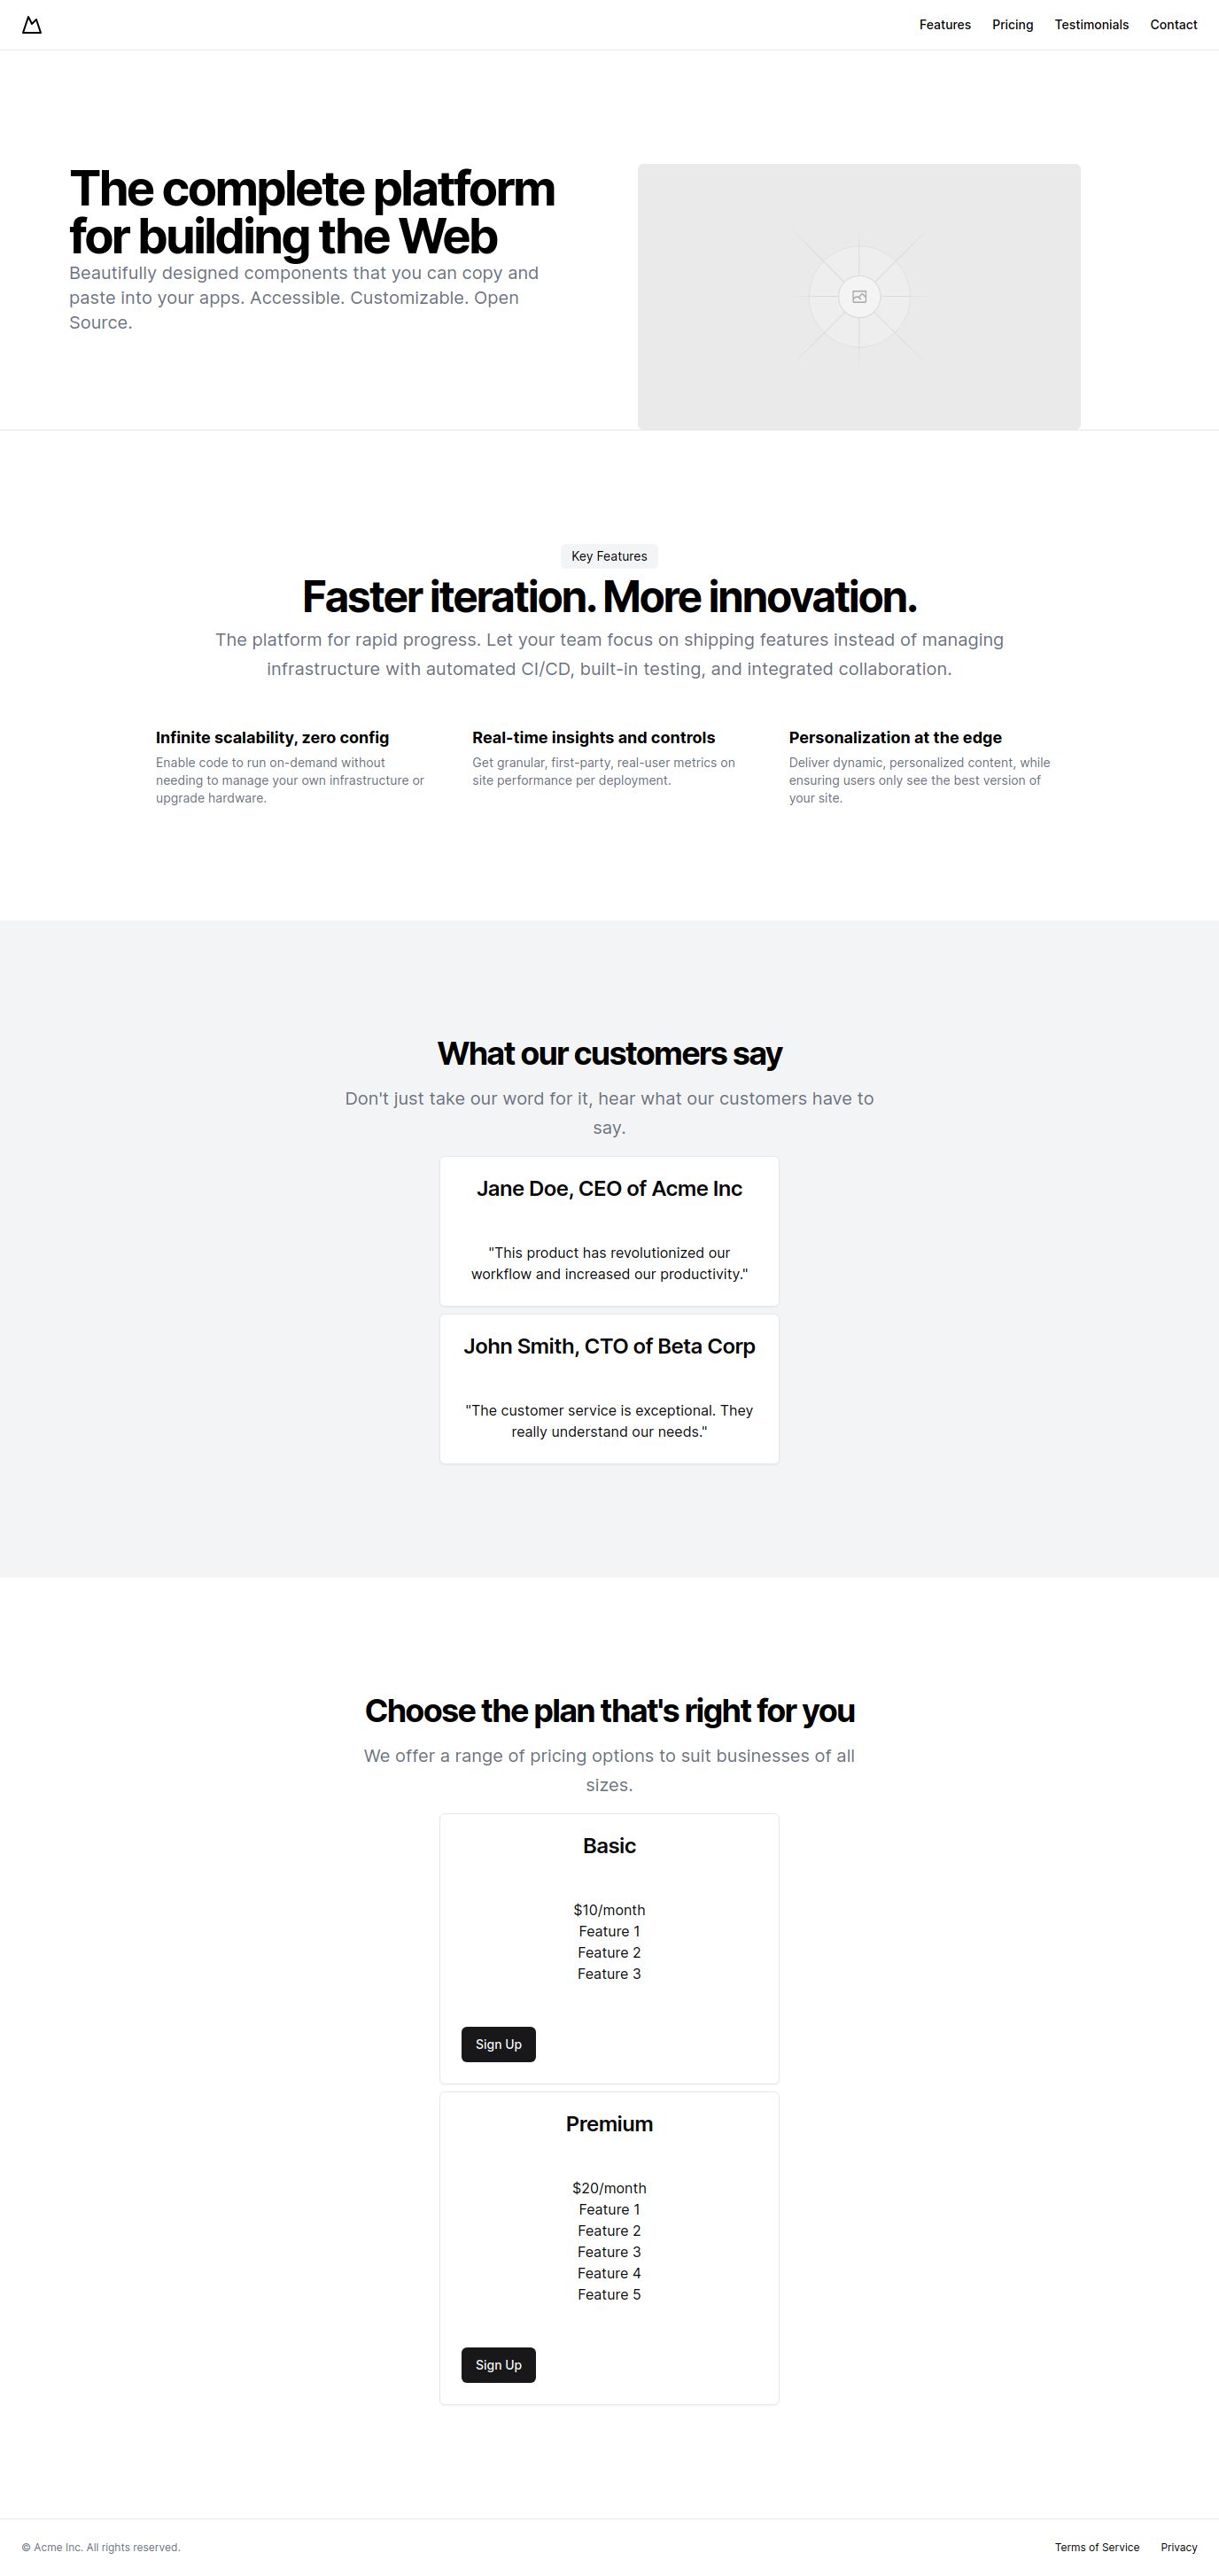 Features Pricing Testimonials Contact
The complete platform
for building the Web
Beautifully designed components that you can copy and
paste into your apps. Accessible. Customizable. Open
Source.
Key Features
Faster iteration. More innovation.
The platform for rapid progress. Let your team focus on shipping features instead of managing
infrastructure with automated CI/CD, built-in testing, and integrated collaboration.
Infinite scalability, zero config
Enable code to run on-demand without
needing to manage your own infrastructure or
upgrade hardware.
Real-time insights and controls
Get granular, first-party, real-user metrics on
site performance per deployment.
Personalization at the edge
Deliver dynamic, personalized content, while
ensuring users only see the best version of
your site.
What our customers say
Don't just take our word for it, hear what our customers have to
say.
Jane Doe, CEO of Acme Inc
"This product has revolutionized our
workflow and increased our productivity."
John Smith, CTO of Beta Corp
"The customer service is exceptional. They
really understand our needs."
Choose the plan that's right for you
We offer a range of pricing options to suit businesses of all
sizes.
Basic
$10/month
Feature 1
Feature 2
Feature 3
Sign Up
Premium
$20/month
Feature 1
Feature 2
Feature 3
Feature 4
Feature 5
Sign Up
© Acme Inc. All rights reserved.
Terms of Service Privacy